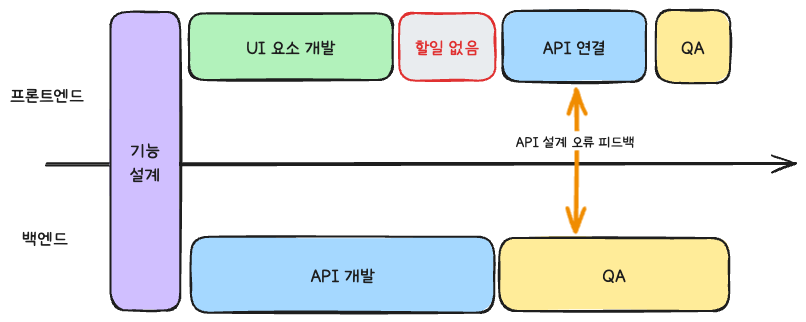 UI 요소 개발
할일 없음
API 연결
QA
프론트엔드
API 설계 오류 피드백
기능
설계
백엔드
API 개발
QA